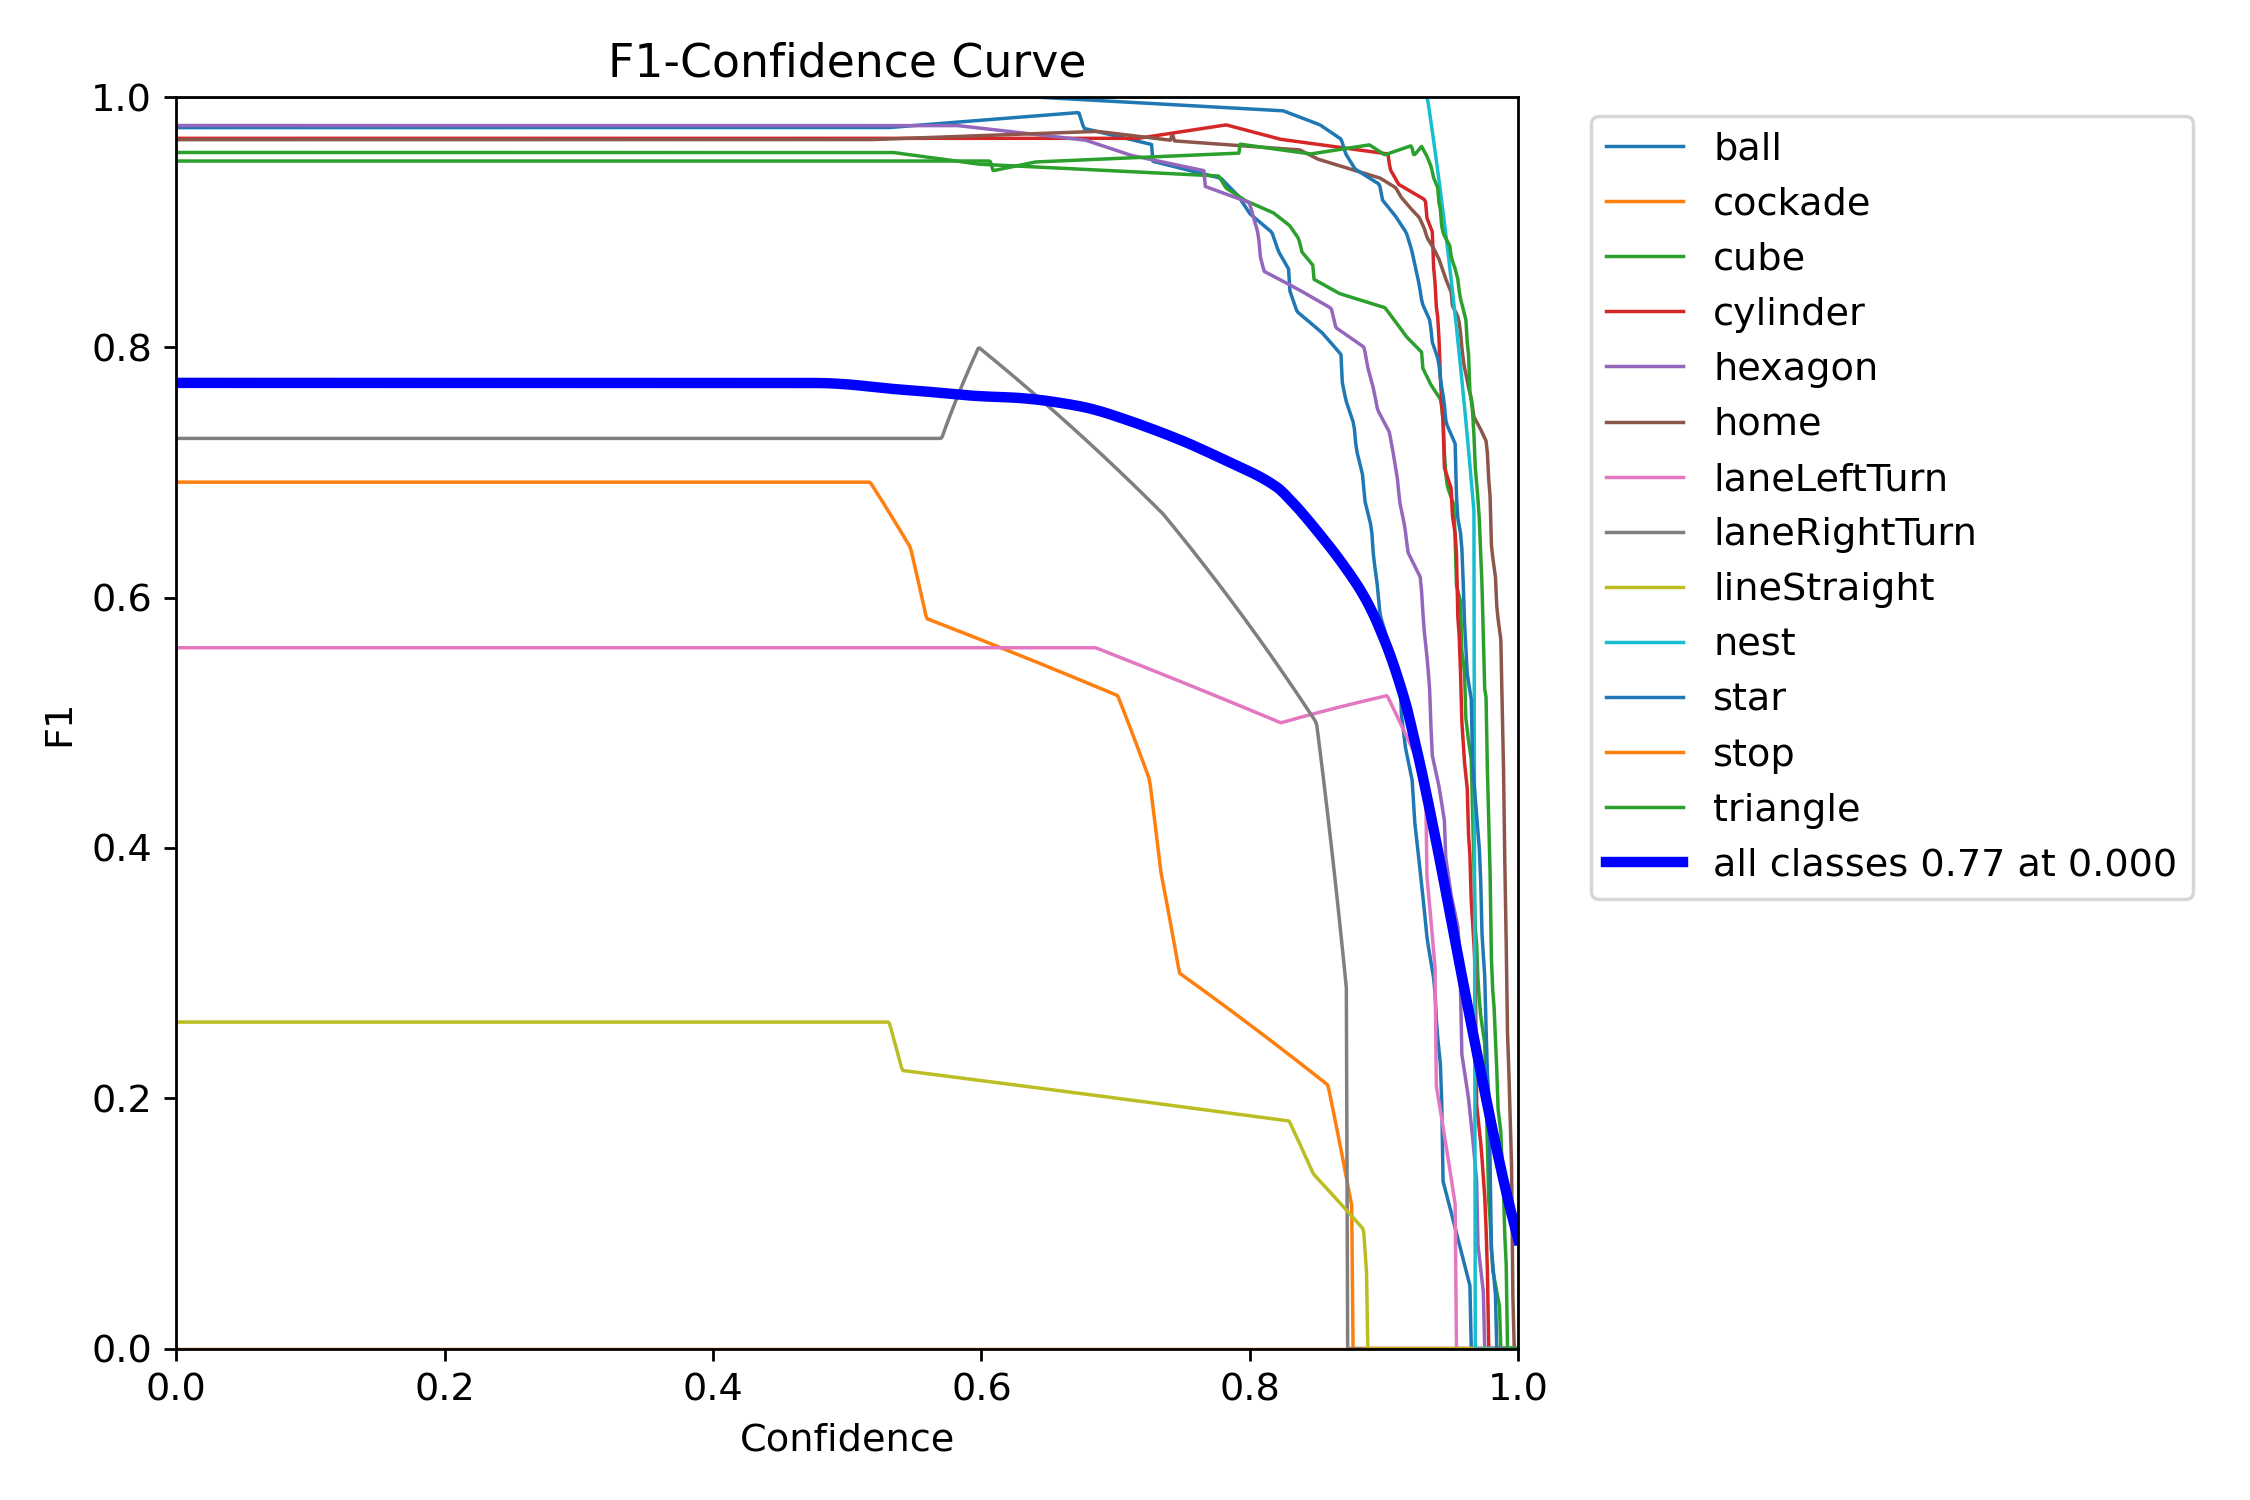 F1-Confidence Curve
1.0
0.8
0.6
0.4
0.2
0.0
F1
0.0 0.2 0.4 0.6 0.8 1.0
Confidence
ball
cockade
cube
cylinder
hexagon
home
laneLeftTurn
laneRightTurn
lineStraight
nest
star
stop
triangle
all classes 0.77 at 0.000